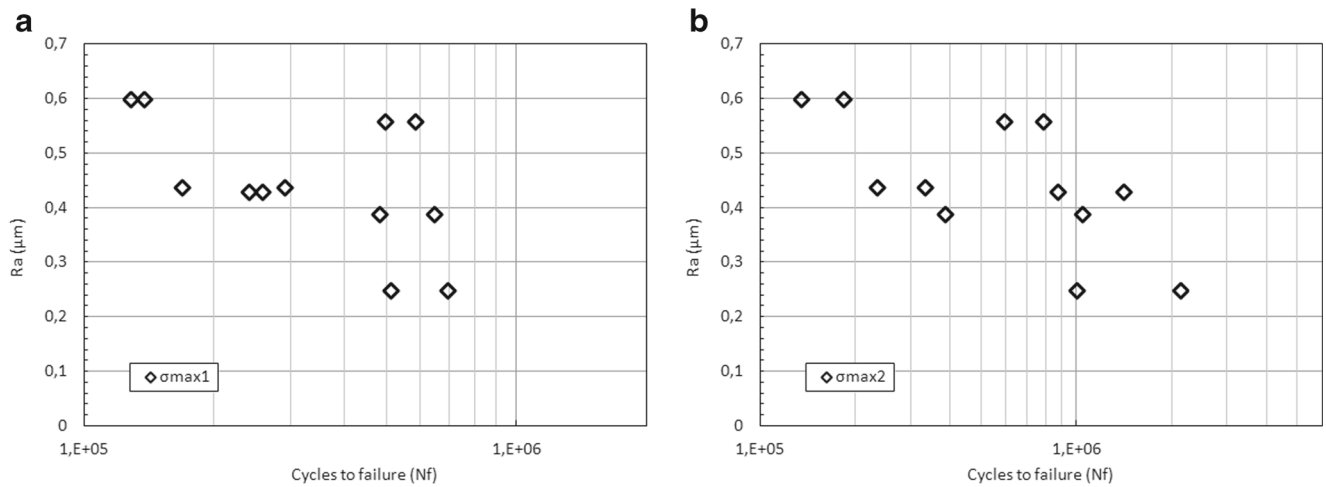 a
0,7
0,6
0,5
0,4
0,3
0,2
0,1
0
Ra (µm)
σmax1
1,E+05
1,E+06
Cycles to failure (Nf)
b
0,7
0,6
0,5
0,4
0,3
0,2
0,1
0
Ra (µm)
σmax2
1,E+05
1,E+06
Cycles to failure (Nf)